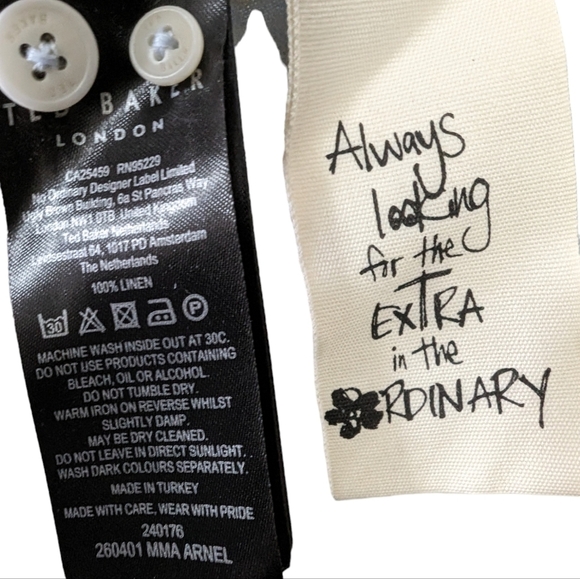 TED BAKER
LONDON
CA25459 RN95229
No Ordinary Designer Label Limited
Ugly Brown Building, 6a St Pancras Way
London NW1 0TB, United Kingdom
Ted Baker Netherlands
Leidsestraat 64, 1017 PD Amsterdam
The Netherlands
100% LINEN
30 P
MACHINE WASH INSIDE OUT AT 30C.
DO NOT USE PRODUCTS CONTAINING
BLEACH, OIL OR ALCOHOL.
DO NOT TUMBLE DRY.
WARM IRON ON REVERSE WHILST
SLIGHTLY DAMP.
MAY BE DRY CLEANED.
DO NOT LEAVE IN DIRECT SUNLIGHT.
WASH DARK COLOURS SEPARATELY.
MADE IN TURKEY
MADE WITH CARE, WEAR WITH PRIDE
240176
260401 MMA ARNEL
Always
looking
for the
EXTRA
in the
ORDINARY